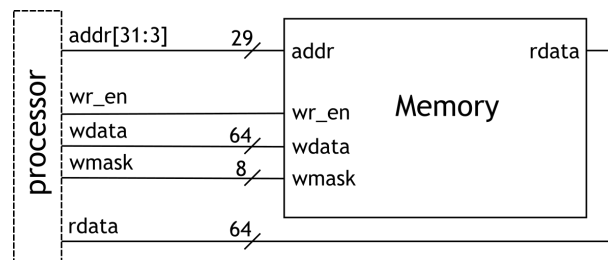 processor
addr[31:3]
29
wr_en
wdata
64
wmask
8
rdata
64
addr
rdata
wr_en
Memory
wdata
wmask